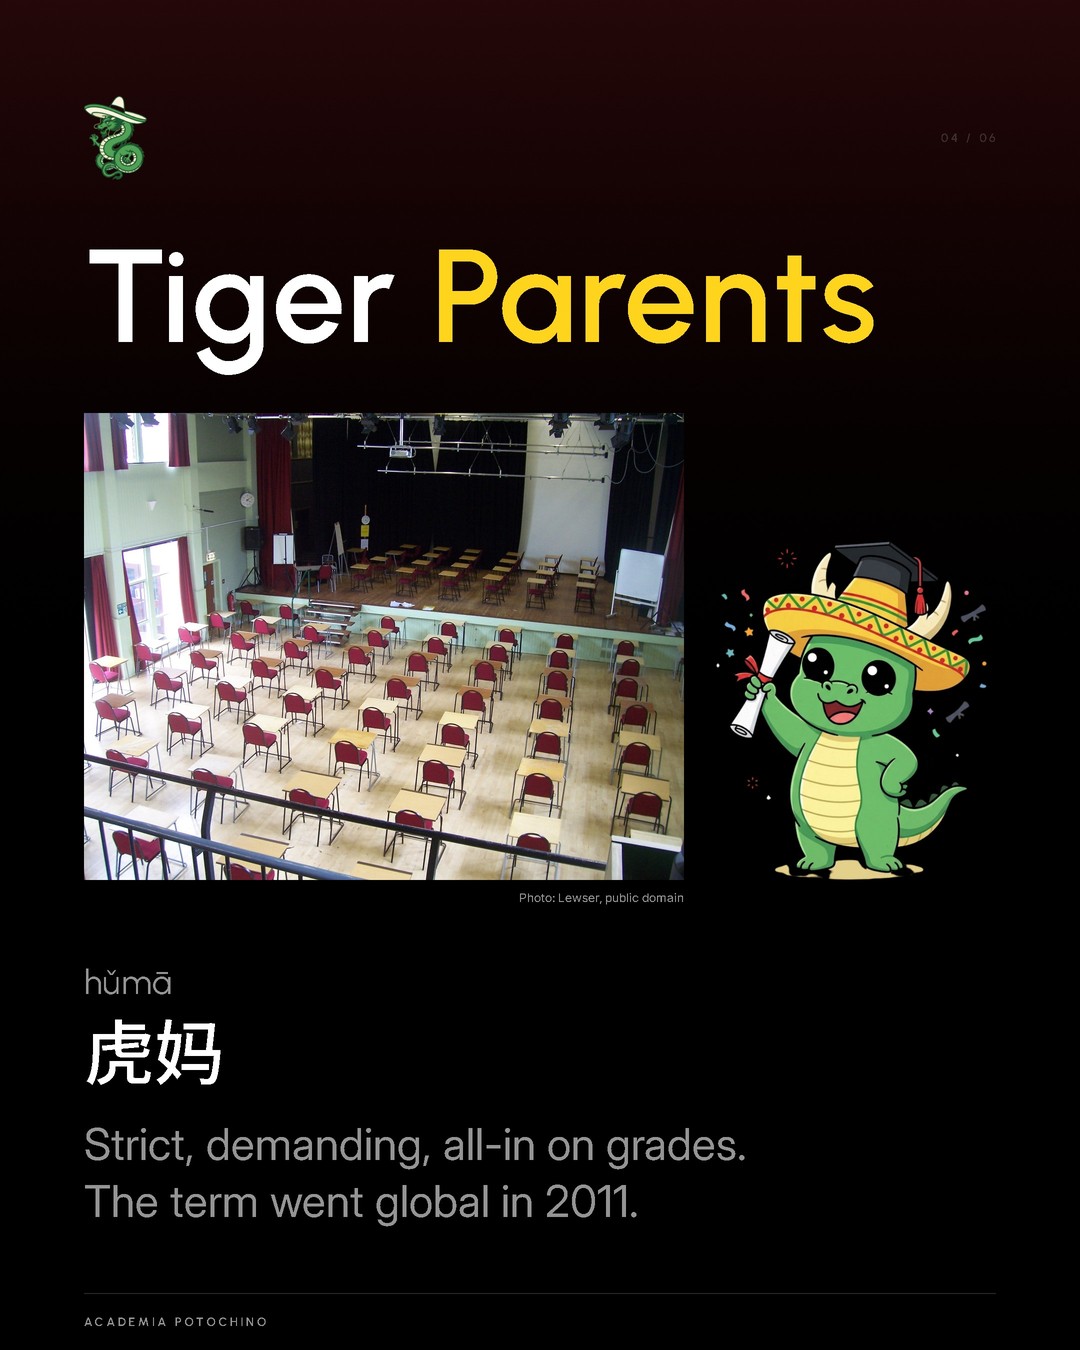 04 / 06
Tiger Parents
Photo: Lewser, public domain
hǔmā
虎妈
Strict, demanding, all-in on grades.
The term went global in 2011.
ACADEMIA POTOCHINO